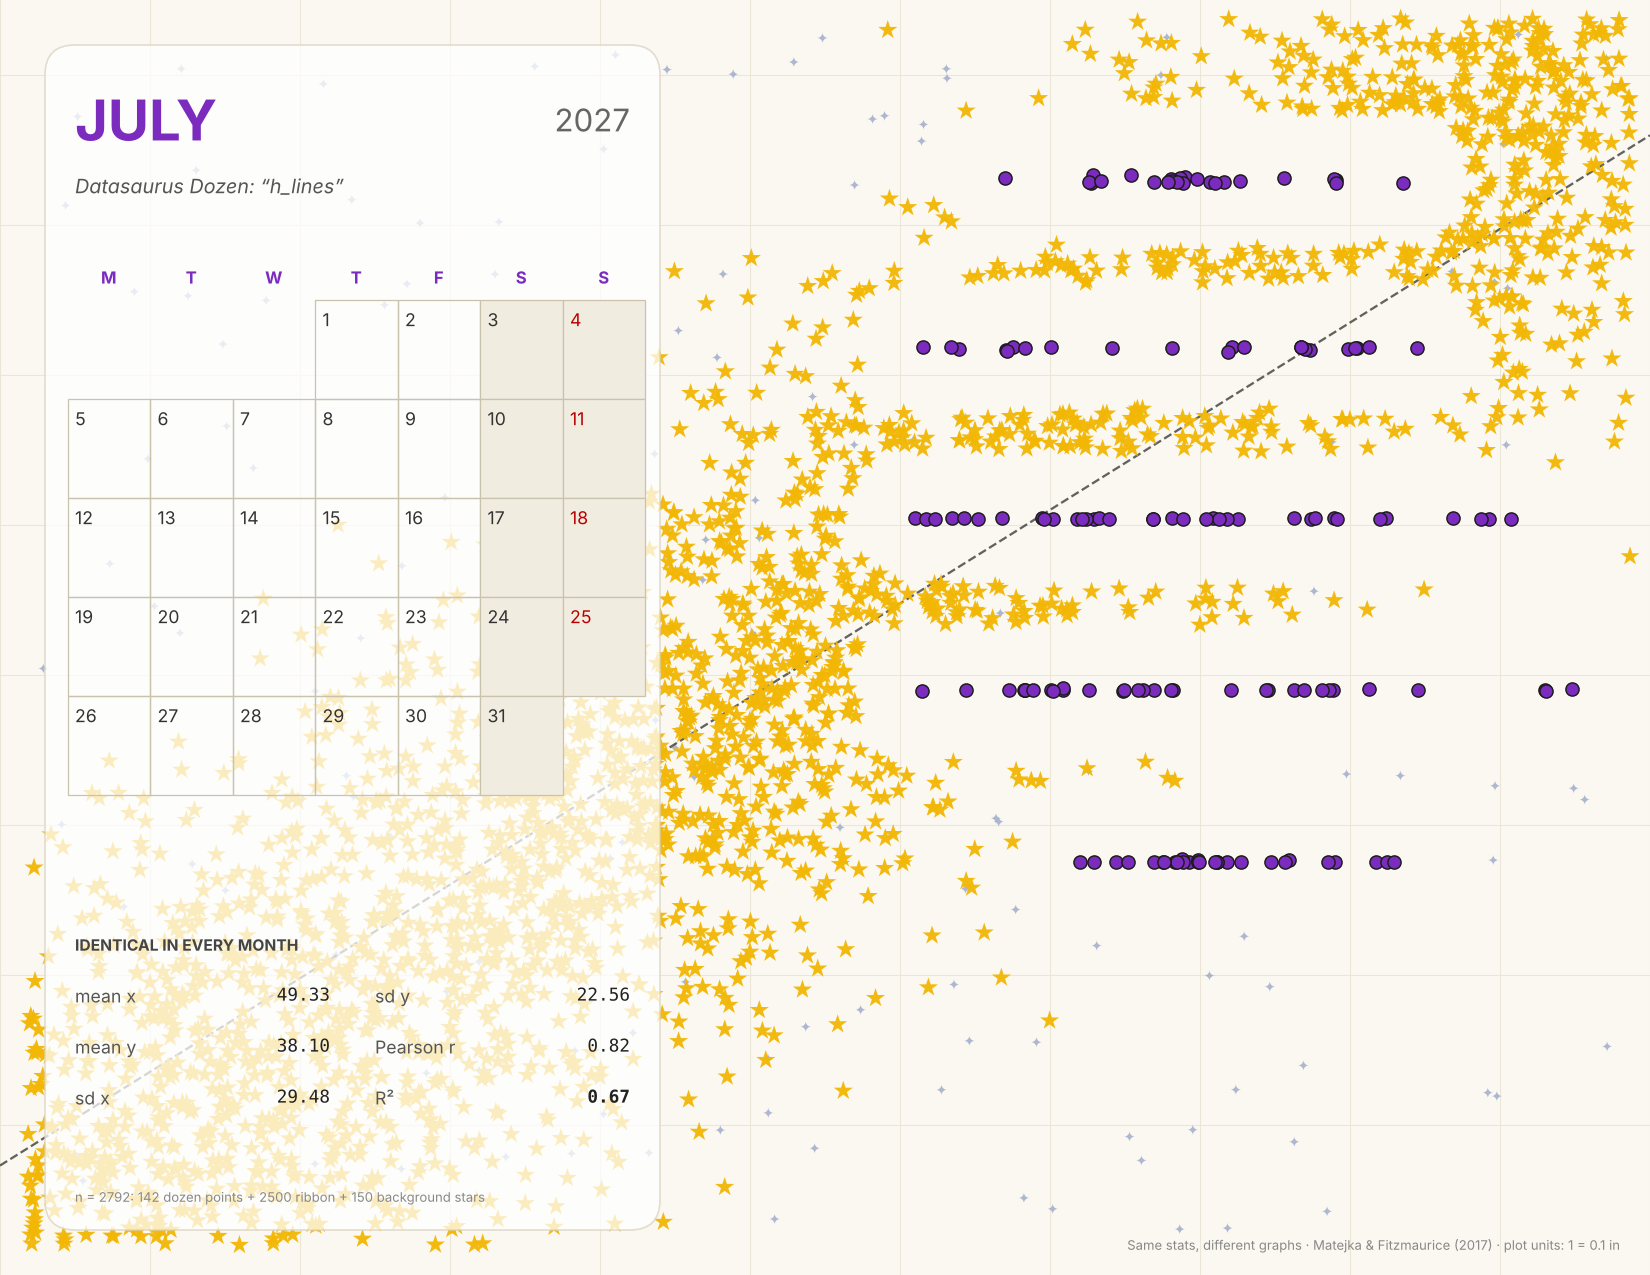 JULY 2027
Datasaurus Dozen: “h_lines”
M T W T F S S
1 2 3 4
5 6 7 8 9 10 11
12 13 14 15 16 17 18
19 20 21 22 23 24 25
26 27 28 29 30 31
IDENTICAL IN EVERY MONTH
mean x 49.33 sd y 22.56
mean y 38.10 Pearson r 0.82
sd x 29.48 R² 0.67
n = 2792: 142 dozen points + 2500 ribbon + 150 background stars
Same stats, different graphs · Matejka & Fitzmaurice (2017) · plot units: 1 = 0.1 in